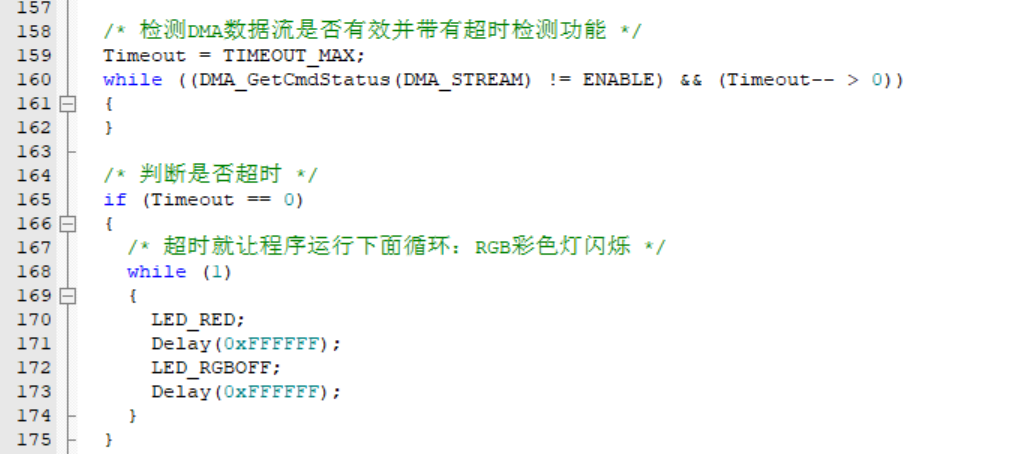 157
158 /* 检测DMA数据流是否有效并带有超时检测功能 */
159 Timeout = TIMEOUT_MAX;
160 while ((DMA_GetCmdStatus(DMA_STREAM) != ENABLE) && (Timeout-- > 0))
161 {
162 }
163
164 /* 判断是否超时 */
165 if (Timeout == 0)
166 {
167 /* 超时就让程序运行下面循环：RGB彩色灯闪烁 */
168 while (1)
169 {
170 LED_RED;
171 Delay(0xFFFFFF);
172 LED_RGBOFF;
173 Delay(0xFFFFFF);
174 }
175 }